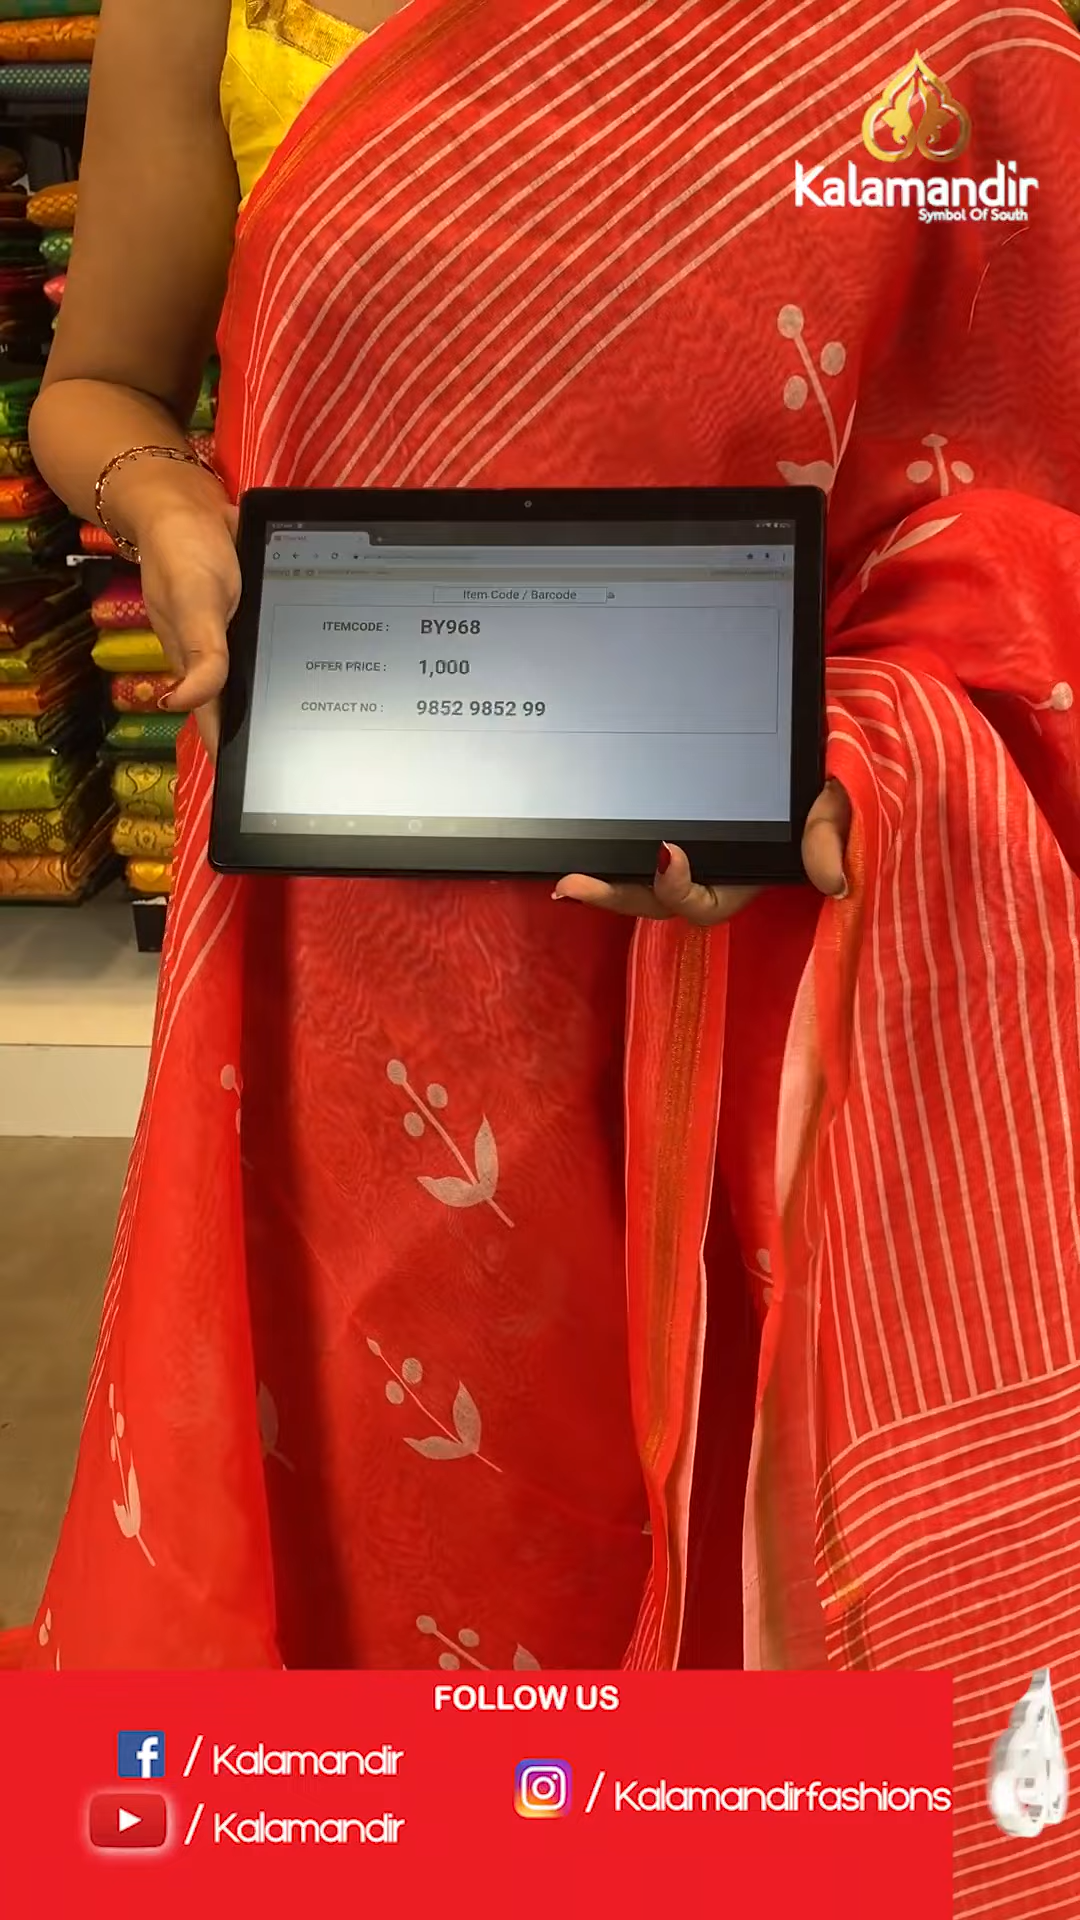 Kalamandir
Symbol Of South
Item Code / Barcode
ITEMCODE : BY968
OFFER PRICE : 1,000
CONTACT NO : 9852 9852 99
FOLLOW US
/ Kalamandir
/ Kalamandir
/ Kalamandirfashions